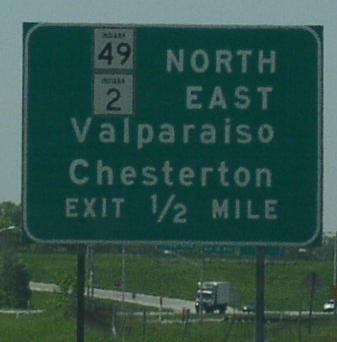 INDIANA
49 NORTH
INDIANA
2 EAST
Valparaiso
Chesterton
EXIT 1/2 MILE